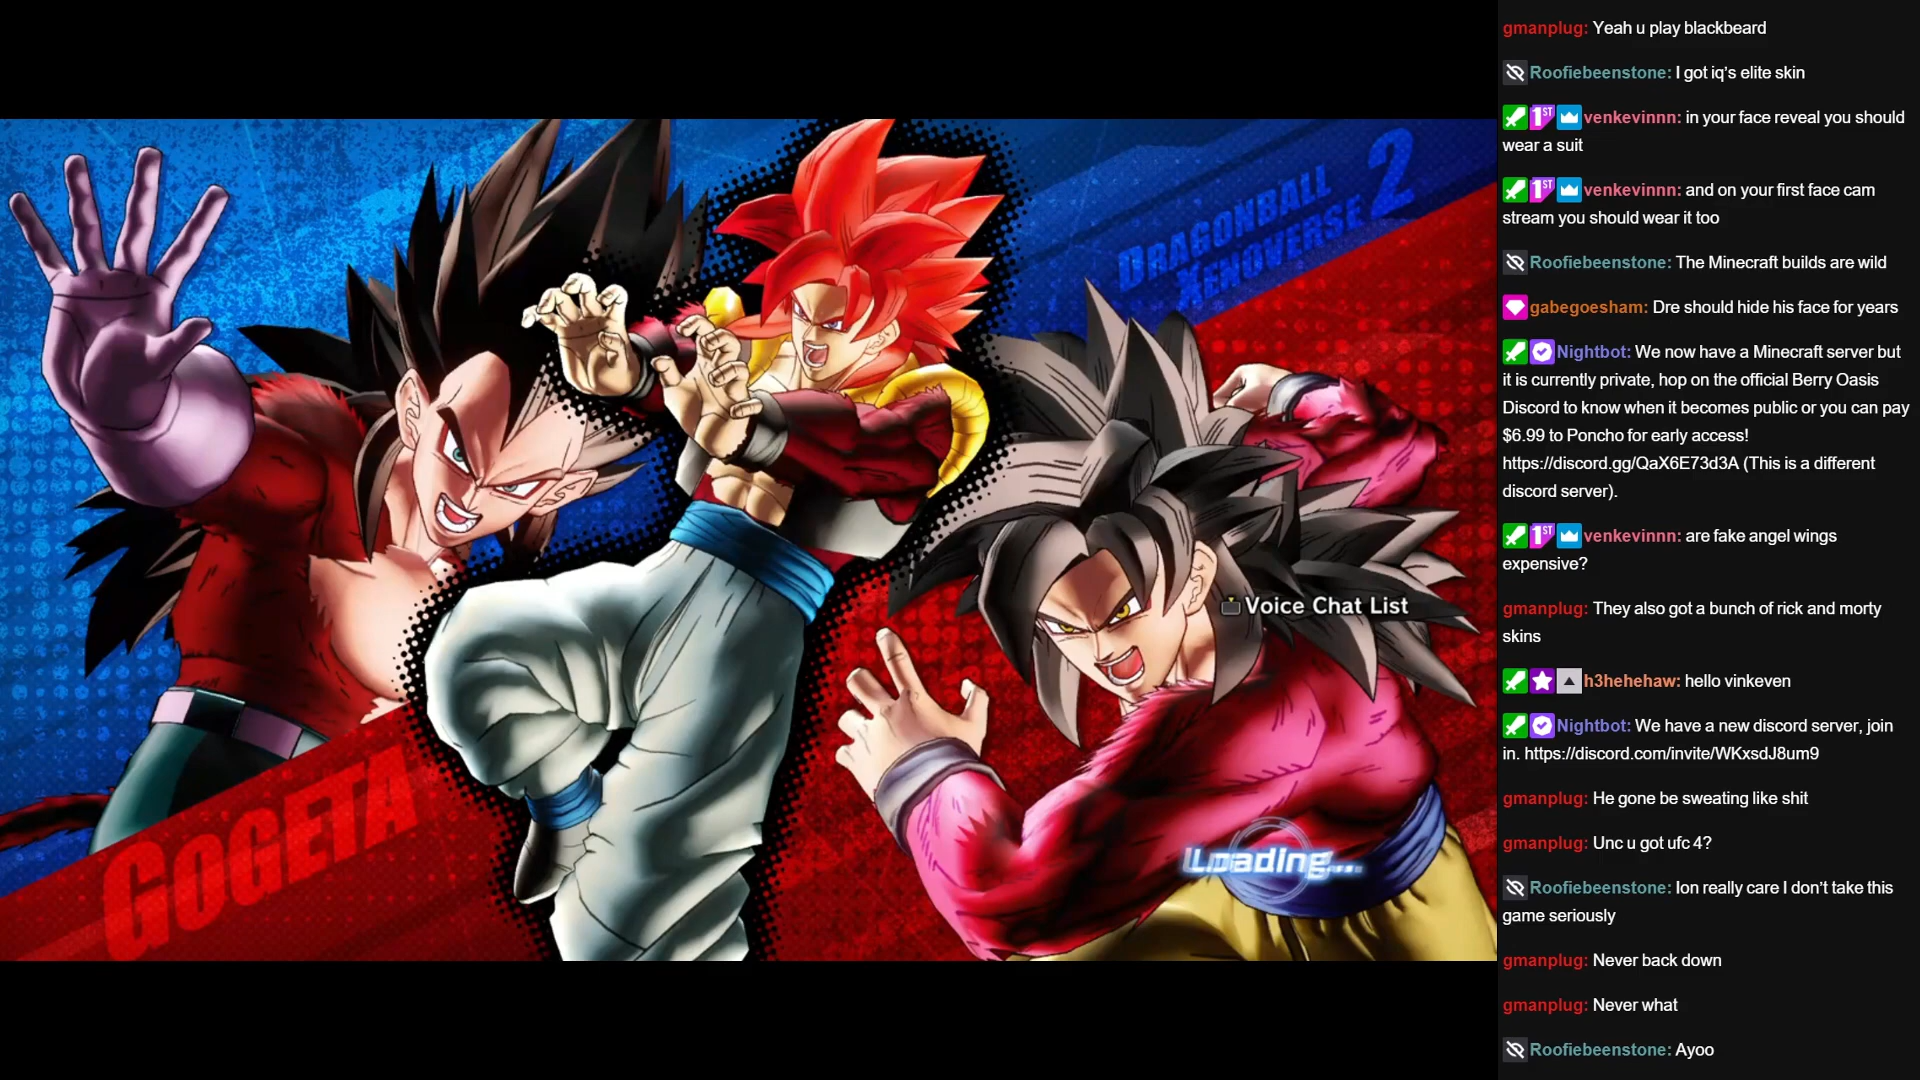 DRAGONBALL
XENOVERSE 2
GOGETA
Voice Chat List
Loading...
gmanplug: Yeah u play blackbeard
Roofiebeenstone: I got iq's elite skin
1ST venkevinnn: in your face reveal you should
wear a suit
1ST venkevinnn: and on your first face cam
stream you should wear it too
Roofiebeenstone: The Minecraft builds are wild
gabegoesham: Dre should hide his face for years
Nightbot: We now have a Minecraft server but
it is currently private, hop on the official Berry Oasis
Discord to know when it becomes public or you can pay
$6.99 to Poncho for early access!
https://discord.gg/QaX6E73d3A (This is a different
discord server).
1ST venkevinnn: are fake angel wings
expensive?
gmanplug: They also got a bunch of rick and morty
skins
h3hehehaw: hello vinkeven
Nightbot: We have a new discord server, join
in. https://discord.com/invite/WKxsdJ8um9
gmanplug: He gone be sweating like shit
gmanplug: Unc u got ufc 4?
Roofiebeenstone: Ion really care I don't take this
game seriously
gmanplug: Never back down
gmanplug: Never what
Roofiebeenstone: Ayoo